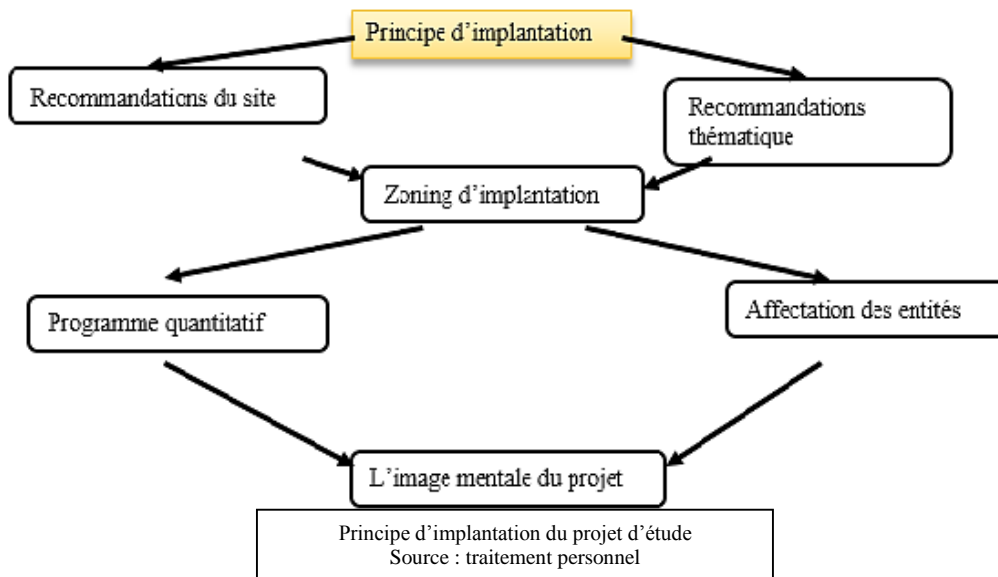 Principe d’implantation
Recommandations du site
Recommandations
thématique
Zoning d’implantation
Programme quantitatif
Affectation des entités
L’image mentale du projet
Principe d’implantation du projet d’étude
Source : traitement personnel